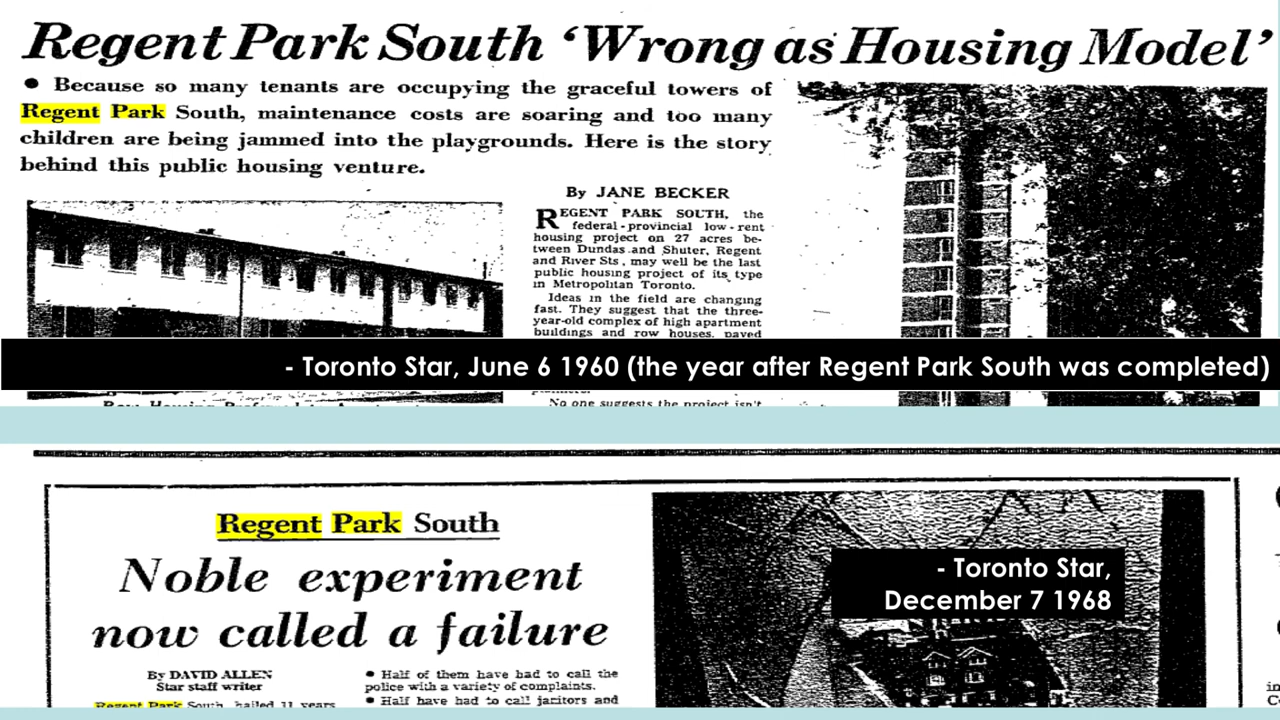 Regent Park South ‘Wrong as Housing Model’
● Because so many tenants are occupying the graceful towers of
Regent Park South, maintenance costs are soaring and too many
children are being jammed into the playgrounds. Here is the story
behind this public housing venture.
By JANE BECKER
REGENT PARK SOUTH, the
federal-provincial low-rent
housing project on 27 acres be-
tween Dundas and Shuter, Regent
and River Sts., may well be the last
public housing project of its type
in Metropolitan Toronto.
Ideas in the field are changing
fast. They suggest that the three-
year-old complex of high apartment
buildings and row houses, paved
- Toronto Star, June 6 1960 (the year after Regent Park South was completed)
No one suggests the project isn't
Regent Park South
Noble experiment
now called a failure
By DAVID ALLEN
Star staff writer
Regent Park South, hailed 11 years
● Half of them have had to call the
police with a variety of complaints.
● Half have had to call janitors and
- Toronto Star,
December 7 1968